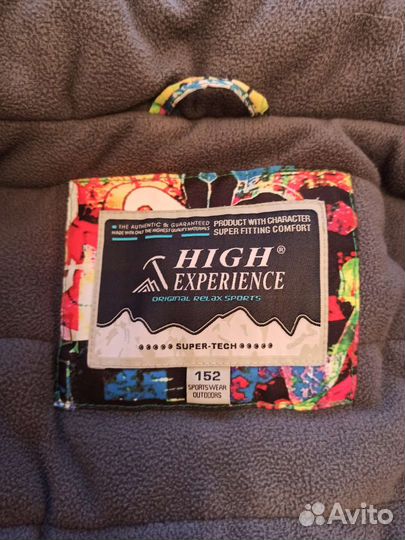 THE AUTHENTIC & GUARANTEED
MADE WITH ONLY THE HIGHEST QUALITY MATERIALS
PRODUCT WITH CHARACTER
SUPER FITTING COMFORT
HIGH®
EXPERIENCE
ORIGINAL RELAX SPORTS
SUPER-TECH
152
SPORTSWEAR
OUTDOORS
Avito